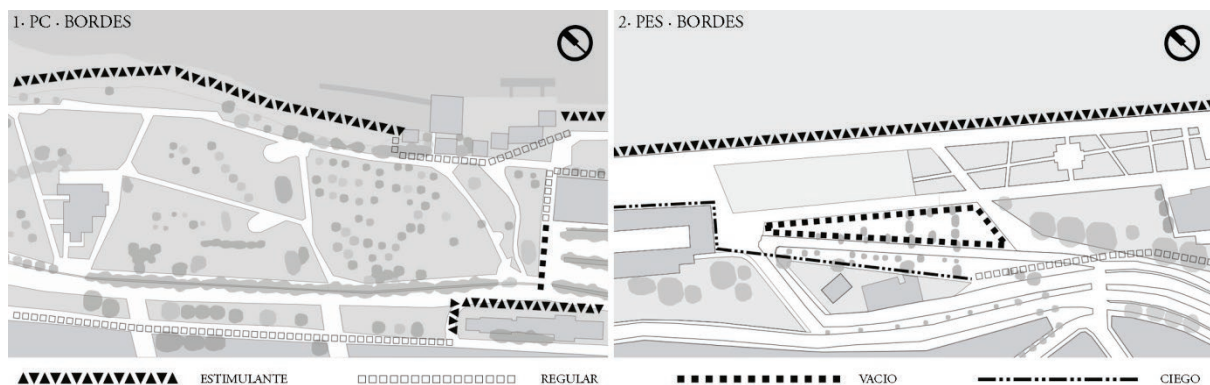 1· PC · BORDES
2· PES · BORDES
ESTIMULANTE
REGULAR
VACIO
CIEGO